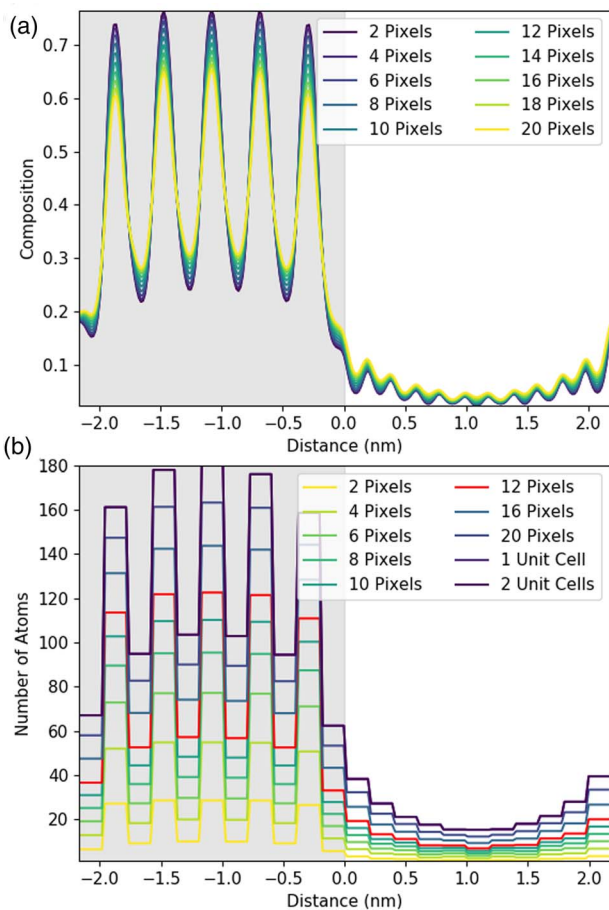 (a)
0.7
0.6
0.5
0.4
0.3
0.2
0.1
Composition
2 Pixels
4 Pixels
6 Pixels
8 Pixels
10 Pixels
12 Pixels
14 Pixels
16 Pixels
18 Pixels
20 Pixels
−2.0 −1.5 −1.0 −0.5 0.0 0.5 1.0 1.5 2.0
Distance (nm)
(b)
180
160
140
120
100
80
60
40
20
Number of Atoms
2 Pixels
4 Pixels
6 Pixels
8 Pixels
10 Pixels
12 Pixels
16 Pixels
20 Pixels
1 Unit Cell
2 Unit Cells
−2.0 −1.5 −1.0 −0.5 0.0 0.5 1.0 1.5 2.0
Distance (nm)